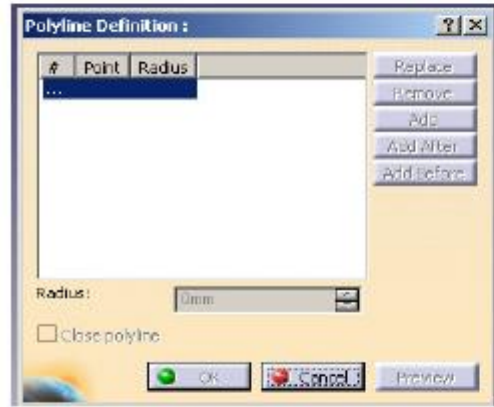 Polyline Definition :
? ×
# Point Radius
...
Replace
Remove
Add
Add After
Add Before
Radius: 0mm
Close polyline
OK Cancel Preview